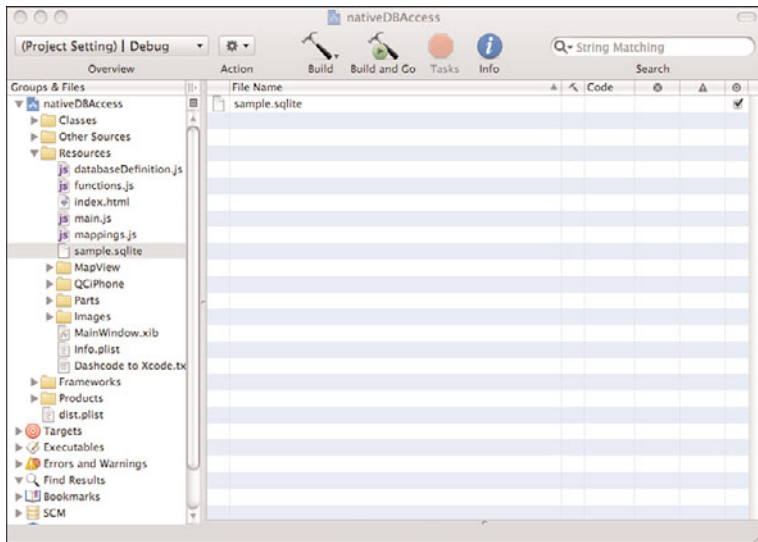 nativeDBAccess
(Project Setting) | Debug
String Matching
Overview
Action
Build
Build and Go
Tasks
Info
Search
Groups & Files
File Name
Code
nativeDBAccess
sample.sqlite
Classes
Other Sources
Resources
databaseDefinition.js
functions.js
index.html
main.js
mappings.js
sample.sqlite
MapView
QCiPhone
Parts
Images
MainWindow.xib
Info.plist
Dashcode to Xcode.tx
Frameworks
Products
dist.plist
Targets
Executables
Errors and Warnings
Find Results
Bookmarks
SCM